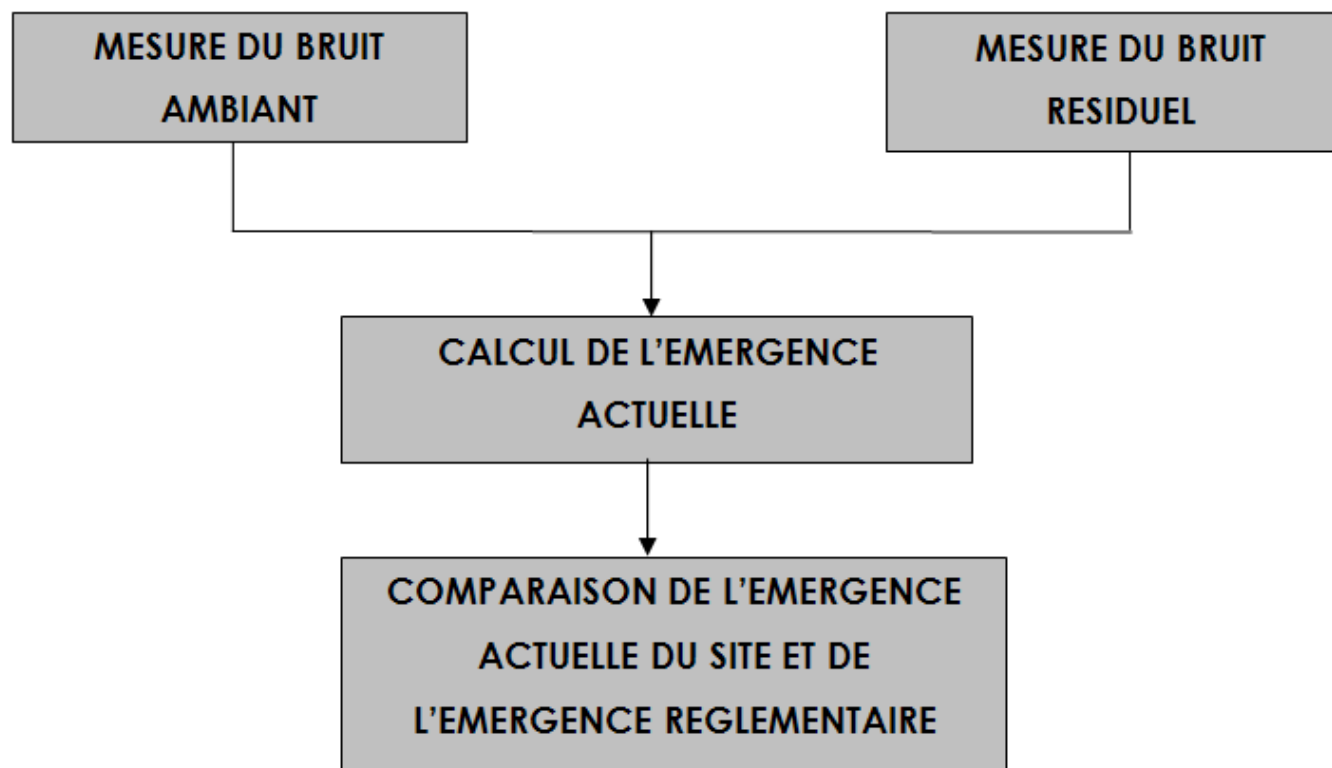 MESURE DU BRUIT
AMBIANT
MESURE DU BRUIT
RESIDUEL
CALCUL DE L'EMERGENCE
ACTUELLE
COMPARAISON DE L'EMERGENCE
ACTUELLE DU SITE ET DE
L'EMERGENCE REGLEMENTAIRE